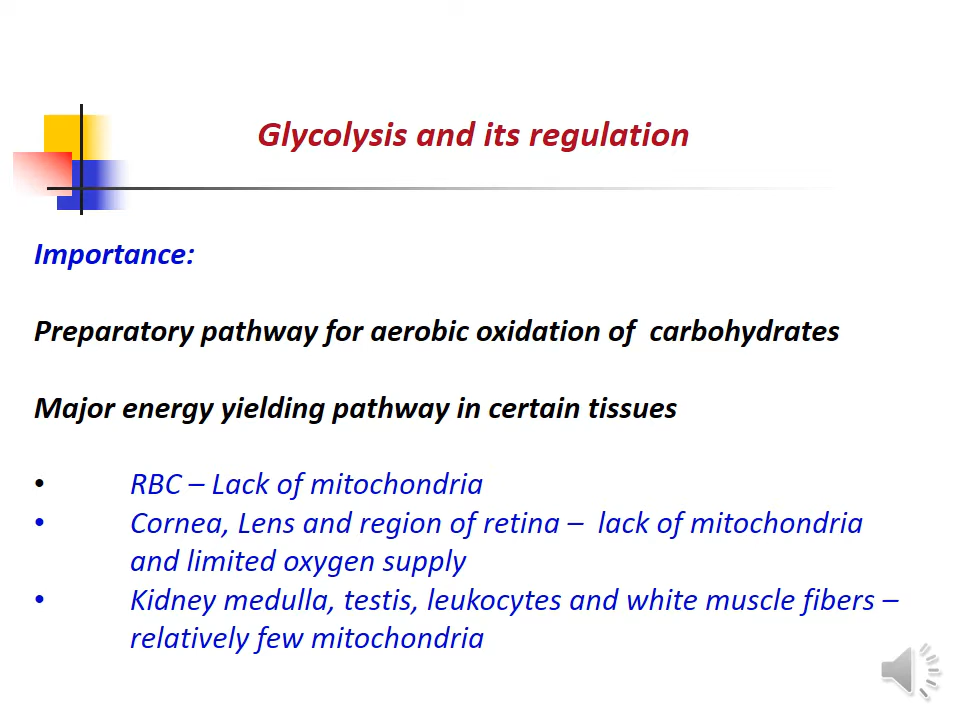 Glycolysis and its regulation
Importance:
Preparatory pathway for aerobic oxidation of carbohydrates
Major energy yielding pathway in certain tissues
• RBC – Lack of mitochondria
• Cornea, Lens and region of retina – lack of mitochondria
and limited oxygen supply
• Kidney medulla, testis, leukocytes and white muscle fibers –
relatively few mitochondria